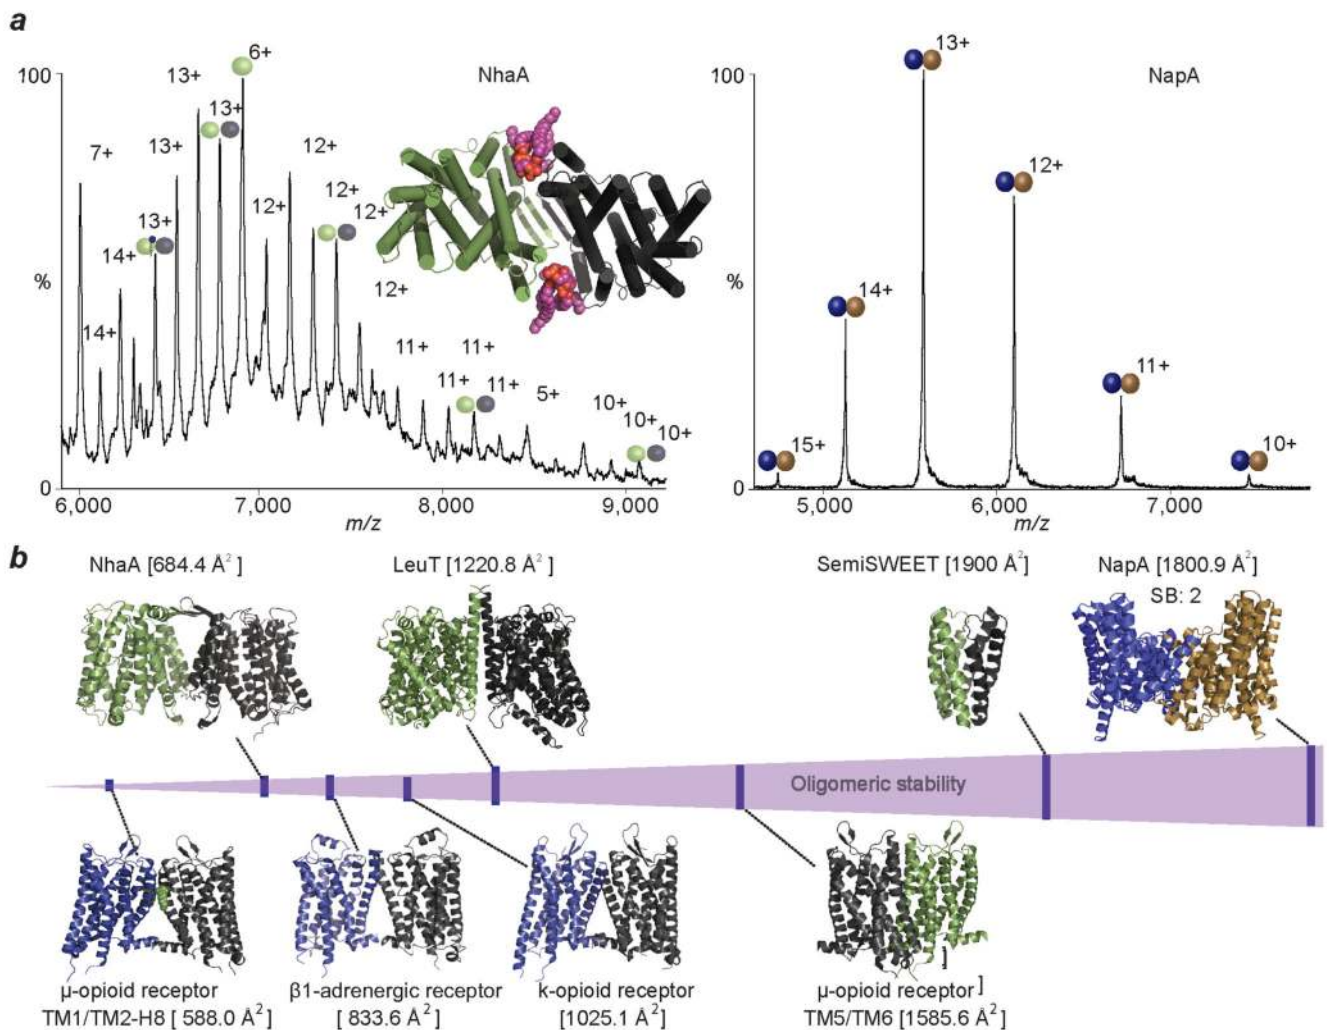 a
NhaA
NapA
100
%
0
7+
14+
14+
13+
13+
13+
13+
6+
12+
12+
12+
12+
12+
11+
11+
11+
11+
5+
10+
10+
10+
6,000 7,000 8,000 9,200
m/z
100
%
0
15+
14+
13+
12+
11+
10+
5,000 6,000 7,000
m/z
b
NhaA [684.4 Å² ]
LeuT [1220.8 Å² ]
SemiSWEET [1900 Å²]
NapA [1800.9 Å²]
SB: 2
Oligomeric stability
µ-opioid receptor
TM1/TM2-H8 [ 588.0 Å²]
β1-adrenergic receptor
[ 833.6 Å²]
k-opioid receptor
[1025.1 Å²]
]
µ-opioid receptor ]
TM5/TM6 [1585.6 Å²]